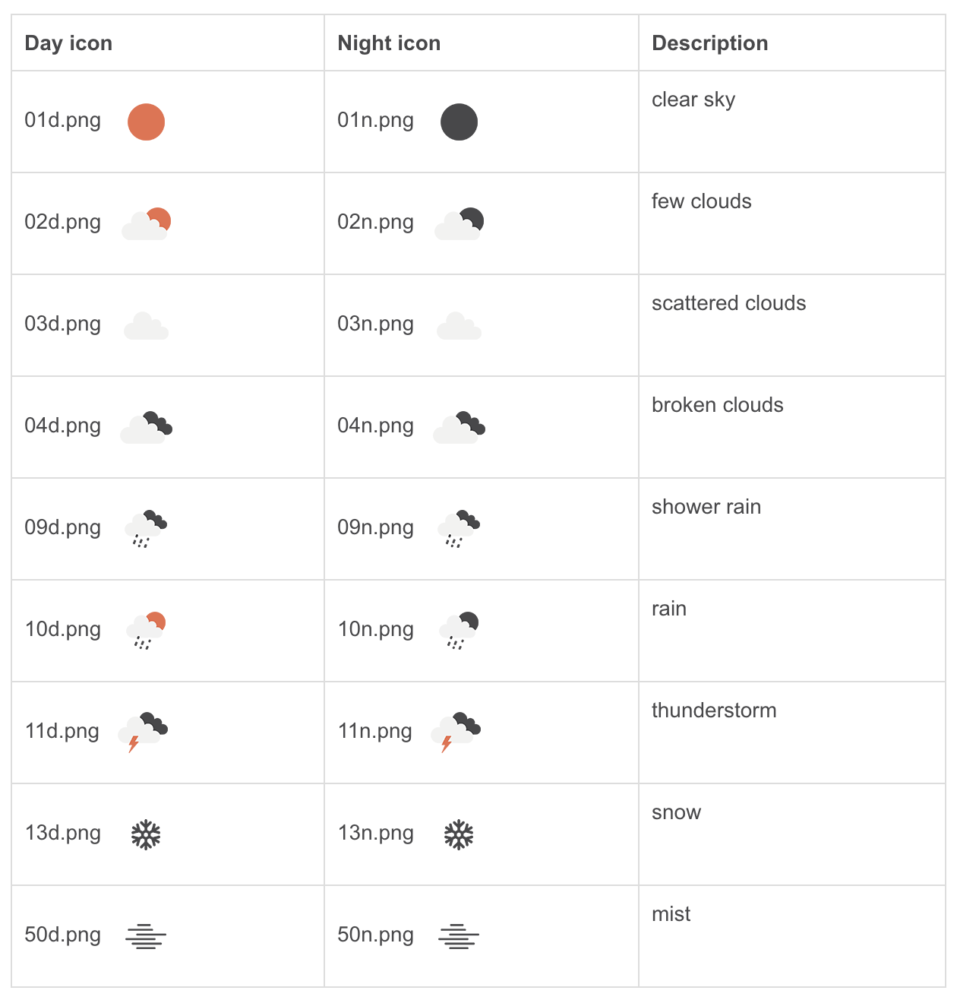 Day icon Night icon Description
01d.png 01n.png clear sky
02d.png 02n.png few clouds
03d.png 03n.png scattered clouds
04d.png 04n.png broken clouds
09d.png 09n.png shower rain
10d.png 10n.png rain
11d.png 11n.png thunderstorm
13d.png 13n.png snow
50d.png 50n.png mist